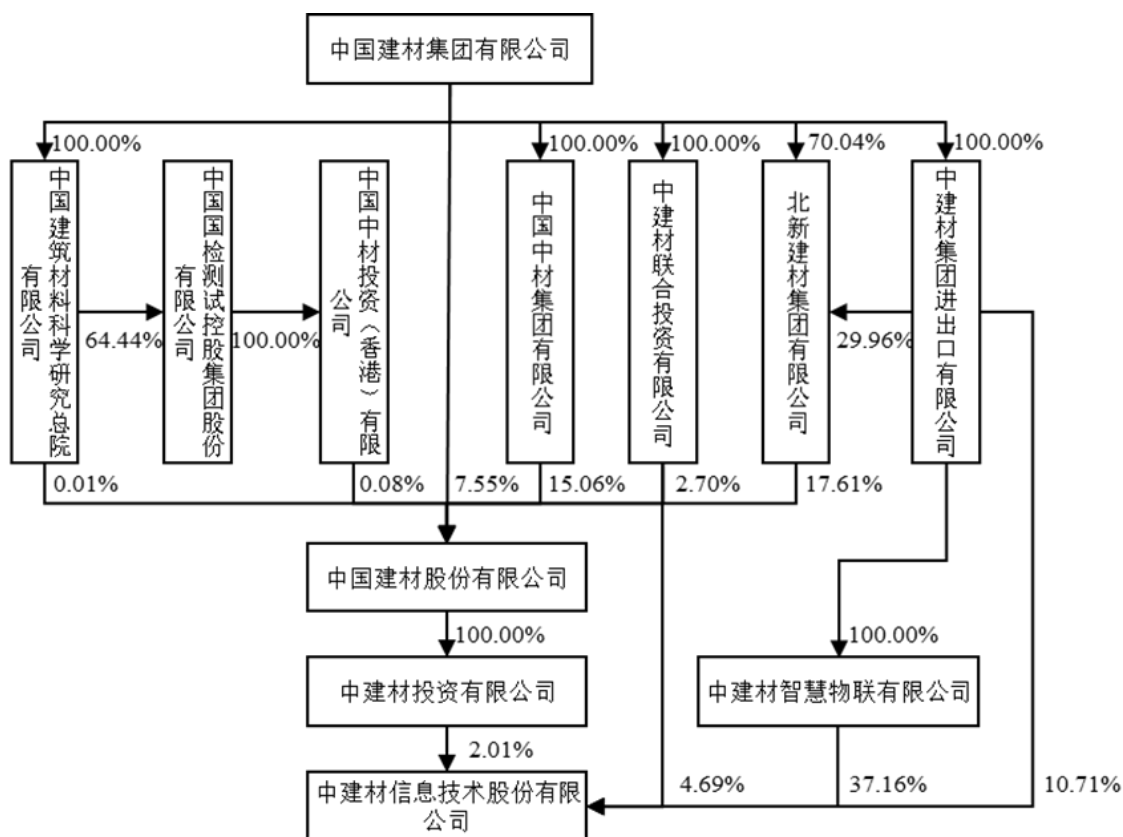 中国建材集团有限公司
100.00%
100.00%
100.00%
70.04%
100.00%
中国建筑材料科学研究总院
有限公司
64.44%
中国国检测试控股集团股份
有限公司
100.00%
中国中材投资（香港）有限
公司
中国中材集团有限公司
中建材联合投资有限公司
北新建材集团有限公司
29.96%
中建材集团进出口有限公司
0.01%
0.08%
7.55%
15.06%
2.70%
17.61%
中国建材股份有限公司
100.00%
100.00%
中建材投资有限公司
中建材智慧物联有限公司
2.01%
中建材信息技术股份有限
公司
4.69%
37.16%
10.71%